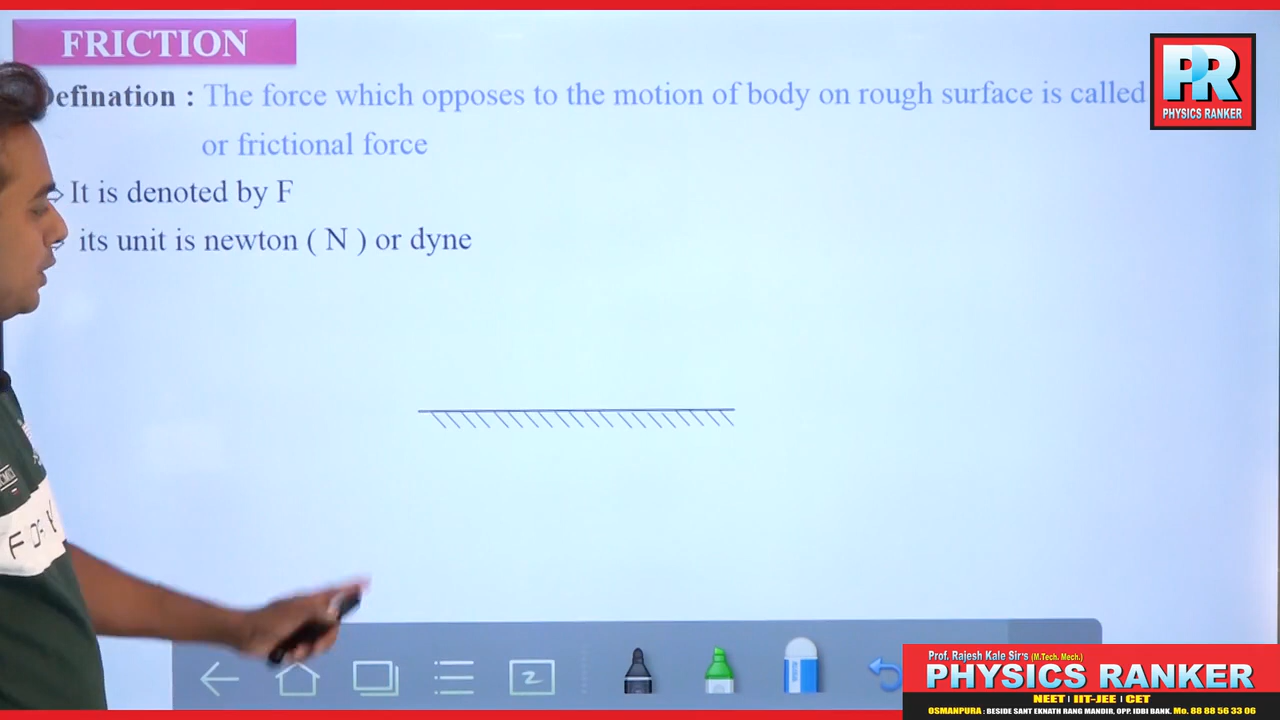 FRICTION
Defination : The force which opposes to the motion of body on rough surface is called
or frictional force
It is denoted by F
its unit is newton ( N ) or dyne
PR
PHYSICS RANKER
2
Prof. Rajesh Kale Sir's (M.Tech. Mech.)
PHYSICS RANKER
NEET | IIT-JEE | CET
OSMANPURA : BESIDE SANT EKNATH RANG MANDIR, OPP. IDBI BANK. Mo. 88 88 56 33 06